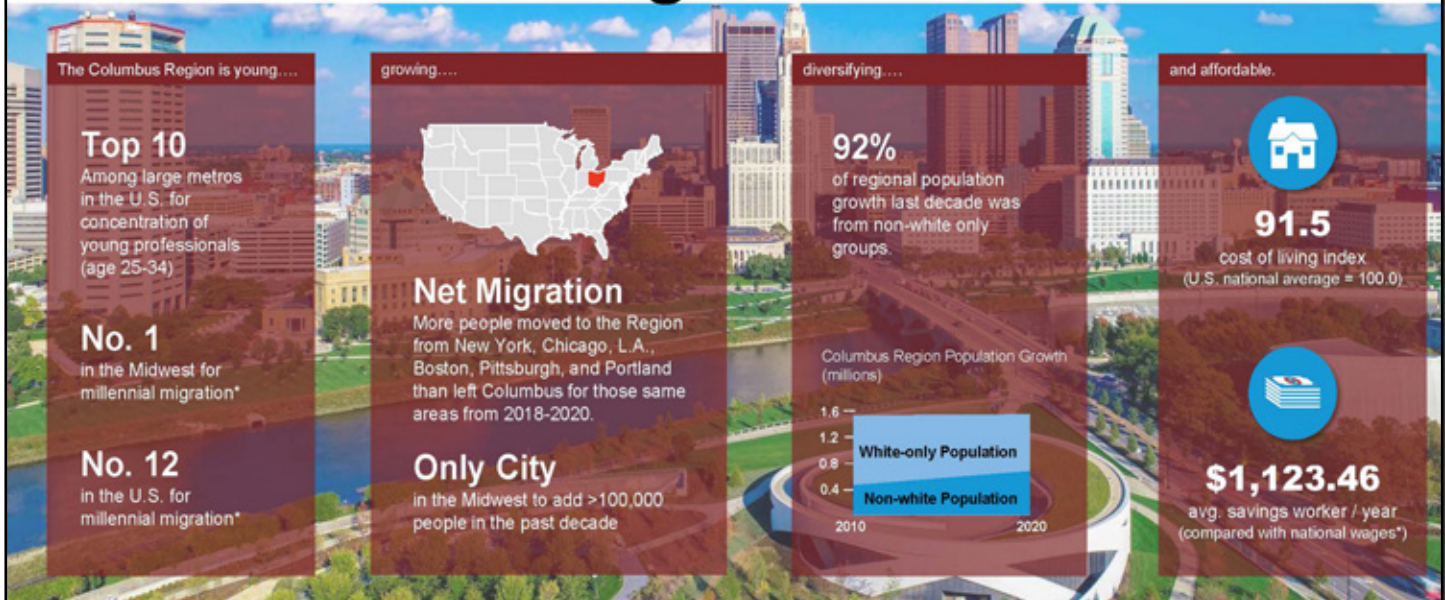 The Columbus Region is young....
Top 10
Among large metros
in the U.S. for
concentration of
young professionals
(age 25-34)
No. 1
in the Midwest for
millennial migration*
No. 12
in the U.S. for
millennial migration*
growing....
Net Migration
More people moved to the Region
from New York, Chicago, L.A.,
Boston, Pittsburgh, and Portland
than left Columbus for those same
areas from 2018-2020.
Only City
in the Midwest to add >100,000
people in the past decade
diversifying....
92%
of regional population
growth last decade was
from non-white only
groups.
Columbus Region Population Growth
(millions)
1.6
1.2
0.8
0.4
White-only Population
Non-white Population
2010 2020
and affordable.
91.5
cost of living index
(U.S. national average = 100.0)
$1,123.46
avg. savings worker / year
(compared with national wages*)